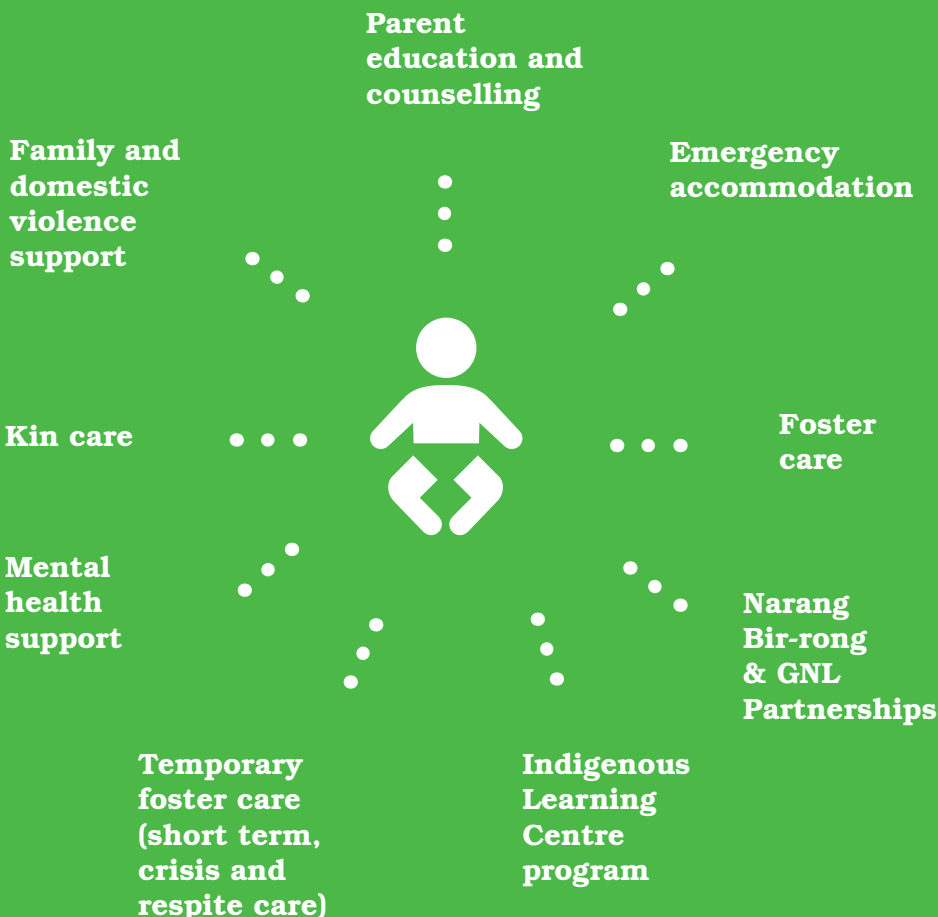 Parent
education and
counselling
Family and
domestic
violence
support
Emergency
accommodation
Kin care
Foster
care
Mental
health
support
Narang
Bir-rong
& GNL
Partnerships
Temporary
foster care
(short term,
crisis and
respite care)
Indigenous
Learning
Centre
program